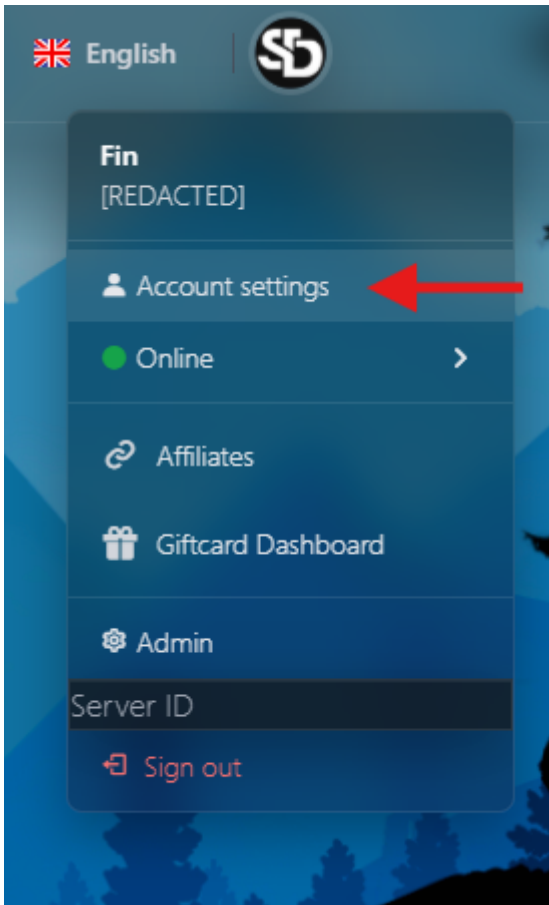 English
SD
Fin
[REDACTED]
Account settings
Online
Affiliates
Giftcard Dashboard
Admin
Server ID
Sign out